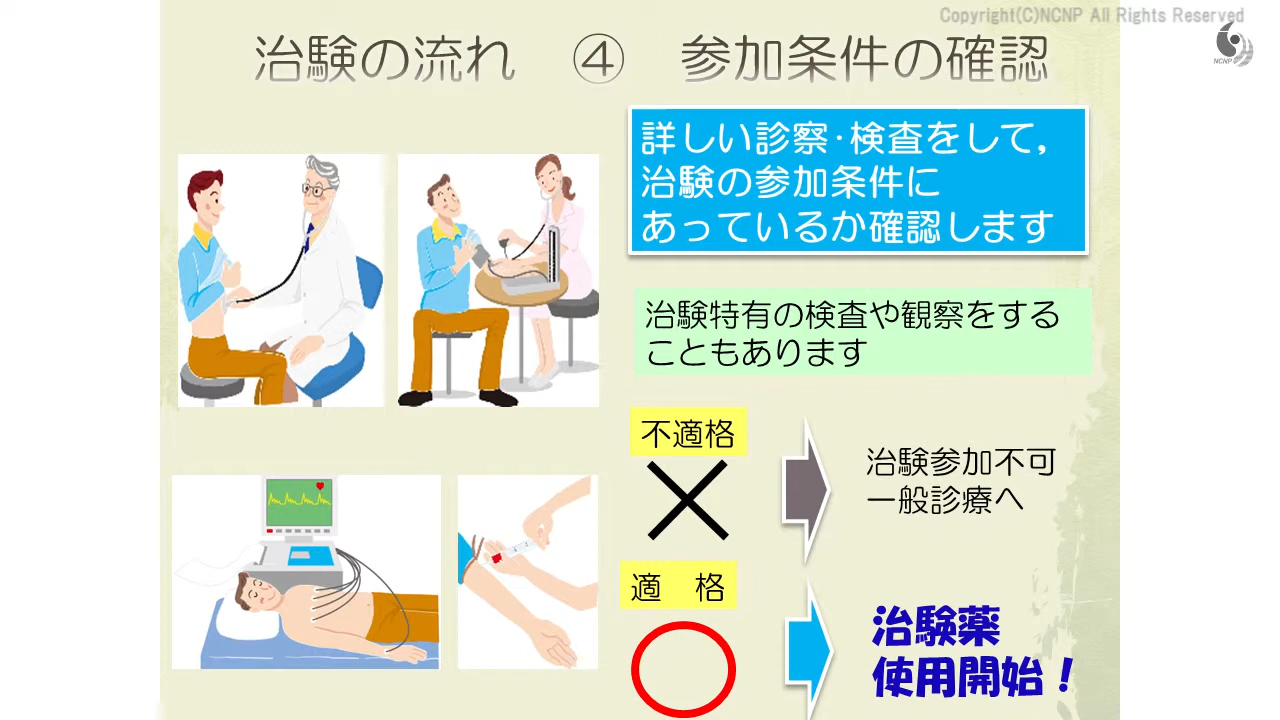 Copyright(C)NCNP All Rights Reserved
NCNP
治験の流れ　④　参加条件の確認
詳しい診察･検査をして，
治験の参加条件に
あっているか確認します
治験特有の検査や観察をする
こともあります
不適格
治験参加不可
一般診療へ
適　格
治験薬
使用開始！